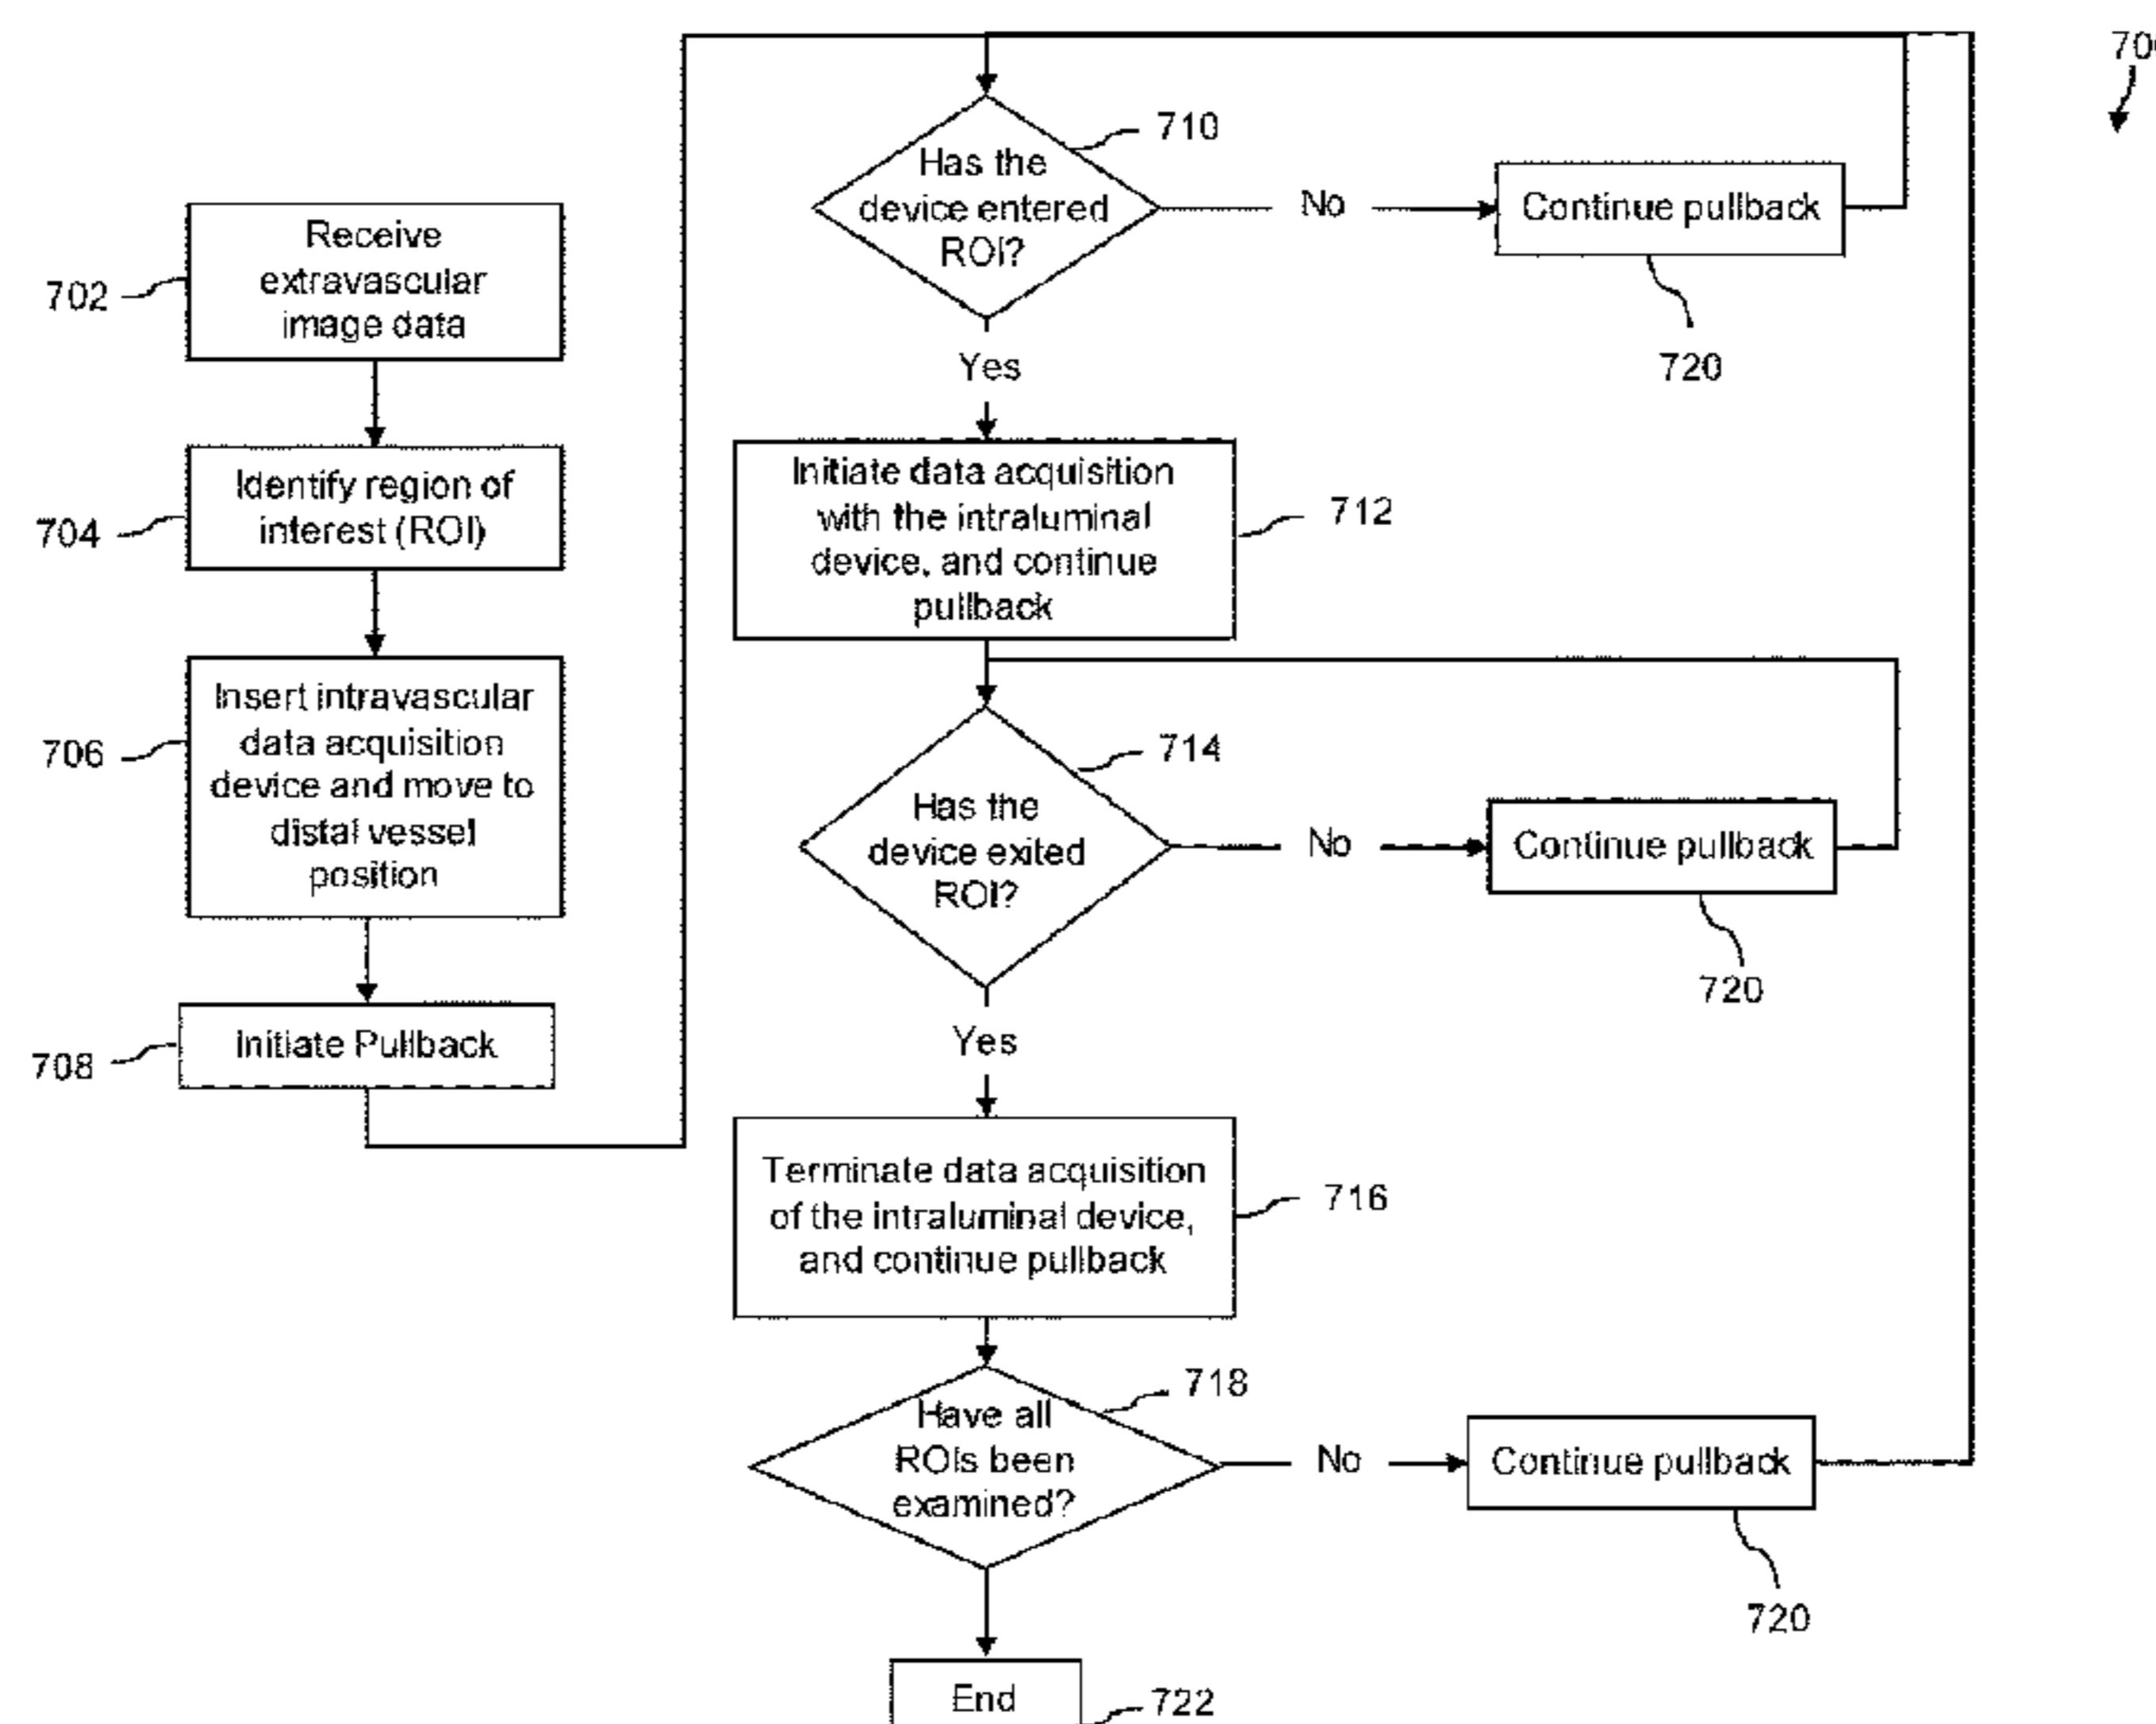 70
702
Receive
extravascular
image data
704
Identify region of
interest (ROI)
706
Insert intravascular
data acquisition
device and move to
distal vessel
position
708
Initiate Pullback
710
Has the
device entered
ROI?
No
Continue pullback
720
Yes
Initiate data acquisition
with the intraluminal
device, and continue
pullback
712
714
Has the
device exited
ROI?
No
Continue pullback
720
Yes
Terminate data acquisition
of the intraluminal device,
and continue pullback
716
718
Have all
ROIs been
examined?
No
Continue pullback
720
End
722